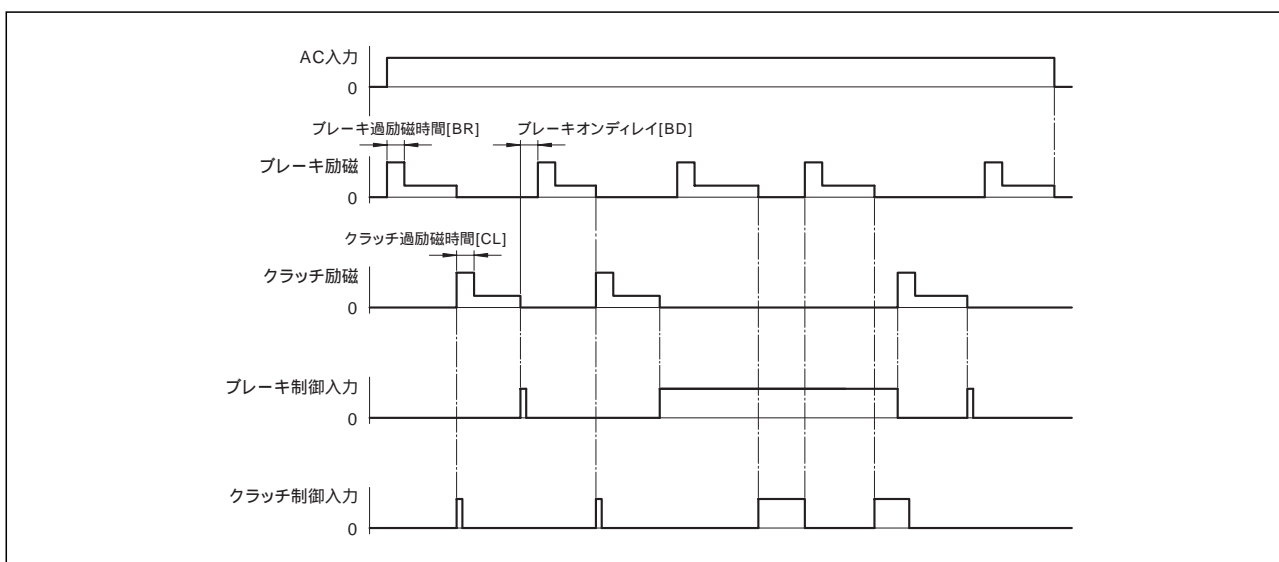 AC入力
0
ブレーキ過励磁時間[BR]
ブレーキオンディレイ[BD]
ブレーキ励磁
0
クラッチ過励磁時間[CL]
クラッチ励磁
0
ブレーキ制御入力
0
クラッチ制御入力
0